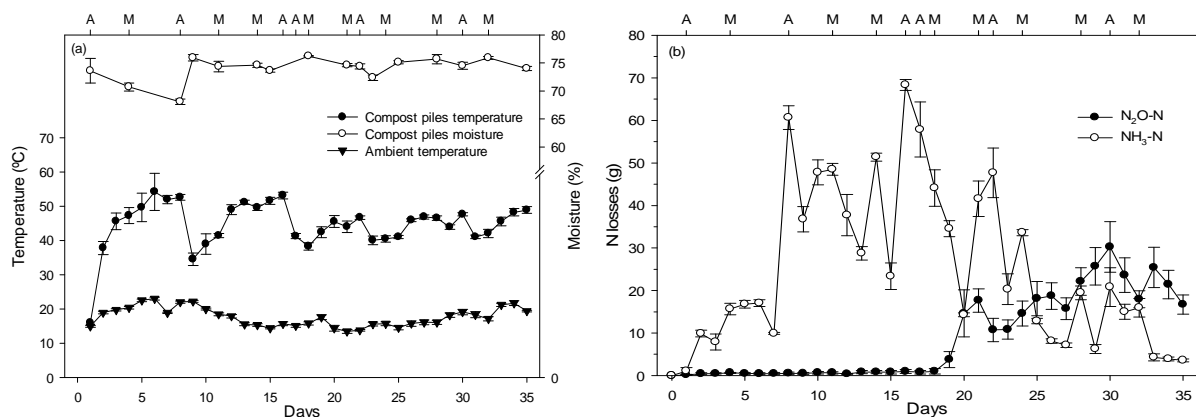 A M A M M A A M M A M M A M
(a)
80
75
70
65
60
0
Moisture (%)
Compost piles temperature
Compost piles moisture
Ambient temperature
70
60
50
40
30
20
10
0
Temperature (ºC)
0 5 10 15 20 25 30 35
Days
A M A M M A A M M A M M A M
(b)
N₂O-N
NH₃-N
80
70
60
50
40
30
20
10
0
N losses (g)
0 5 10 15 20 25 30 35
Days